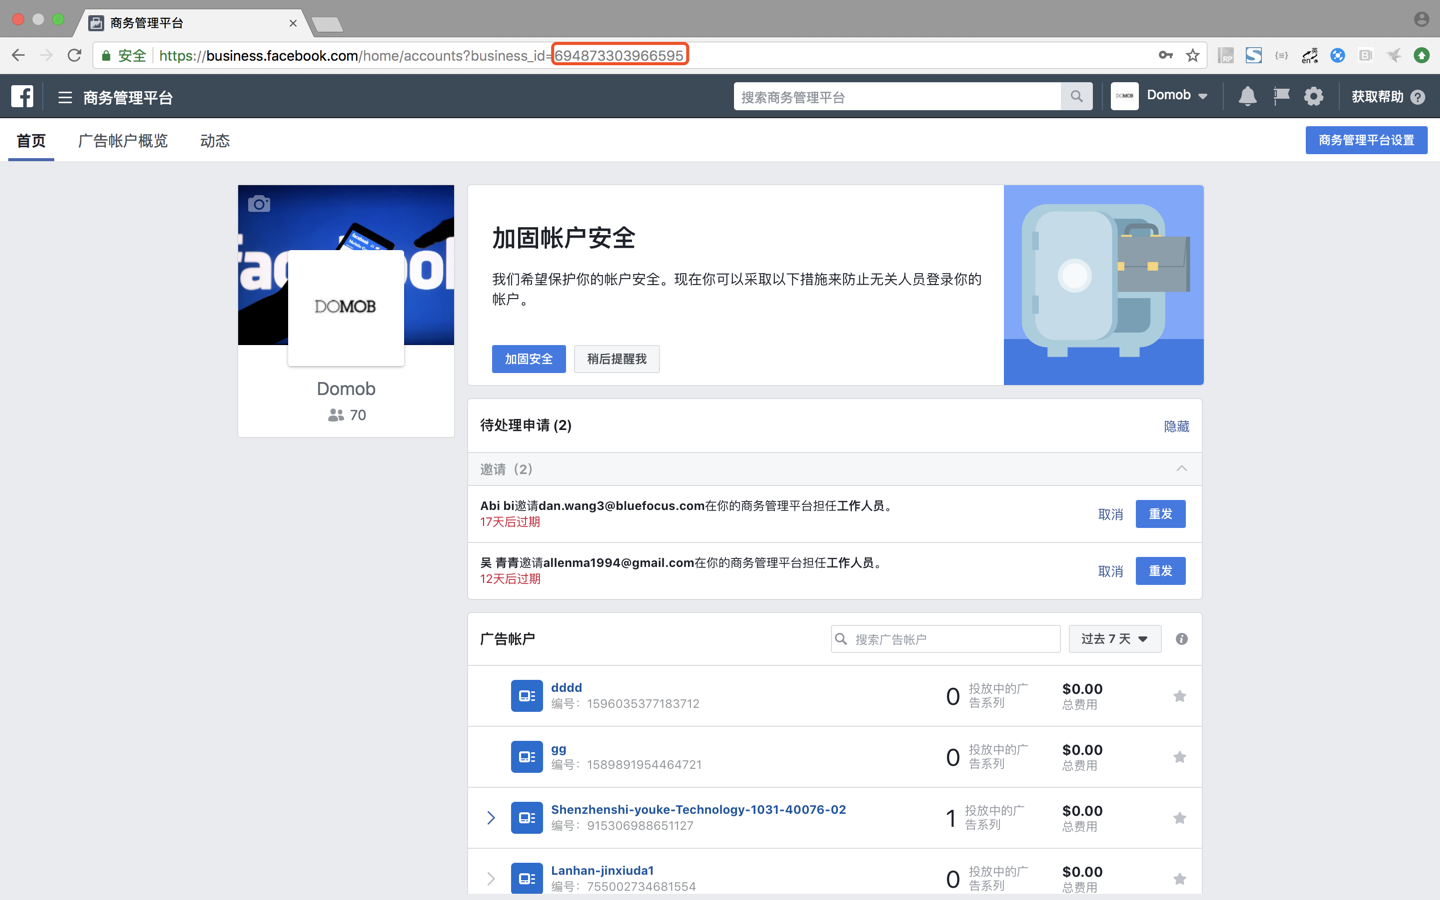 商务管理平台
安全 https://business.facebook.com/home/accounts?business_id=694873303966595
商务管理平台
搜索商务管理平台
DOMOB
Domob
获取帮助
首页 广告帐户概览 动态
商务管理平台设置
DOMOB
Domob
70
加固帐户安全
我们希望保护你的帐户安全。现在你可以采取以下措施来防止无关人员登录你的
帐户。
加固安全 稍后提醒我
待处理申请 (2)
隐藏
邀请（2）
Abi bi邀请dan.wang3@bluefocus.com在你的商务管理平台担任工作人员。
17天后过期
取消 重发
吴 青青邀请allenma1994@gmail.com在你的商务管理平台担任工作人员。
12天后过期
取消 重发
广告帐户
搜索广告帐户
过去 7 天
dddd
编号：1596035377183712
0 投放中的广
告系列
$0.00
总费用
gg
编号：1589891954464721
0 投放中的广
告系列
$0.00
总费用
Shenzhenshi-youke-Technology-1031-40076-02
编号：915306988651127
1 投放中的广
告系列
$0.00
总费用
Lanhan-jinxiuda1
编号：755002734681554
0 投放中的广
告系列
$0.00
总费用